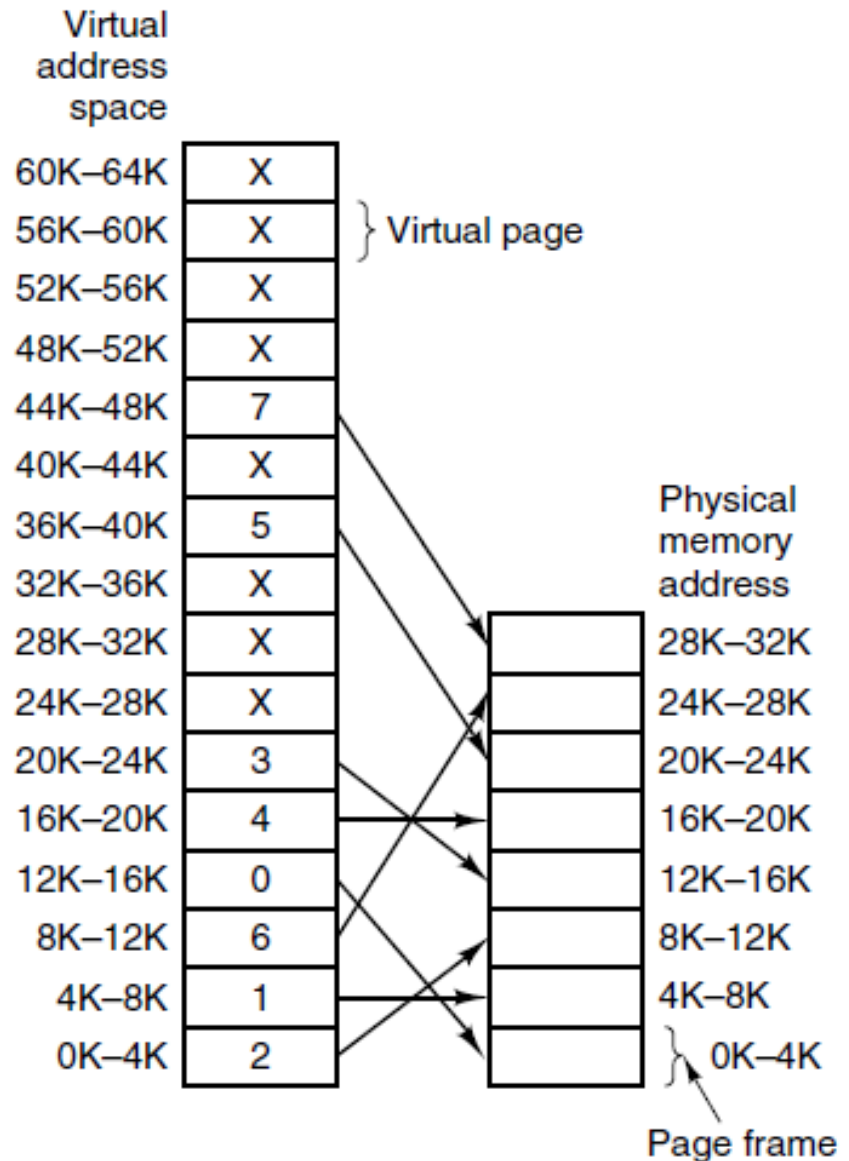 Virtual
address
space
60K–64K X
56K–60K X Virtual page
52K–56K X
48K–52K X
44K–48K 7
40K–44K X
Physical
memory
address
36K–40K 5
32K–36K X
28K–32K X 28K–32K
24K–28K X 24K–28K
20K–24K 3 20K–24K
16K–20K 4 16K–20K
12K–16K 0 12K–16K
8K–12K 6 8K–12K
4K–8K 1 4K–8K
0K–4K 2 0K–4K
Page frame